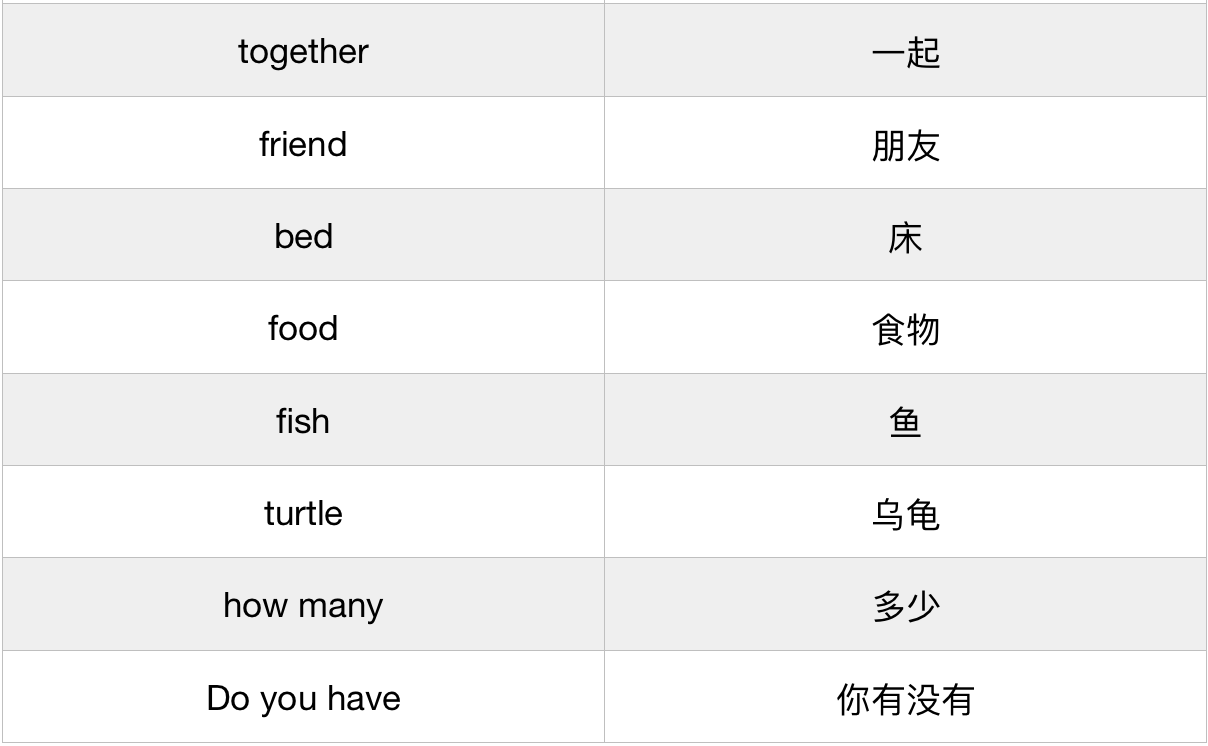 together 一起
friend 朋友
bed 床
food 食物
fish 鱼
turtle 乌龟
how many 多少
Do you have 你有没有